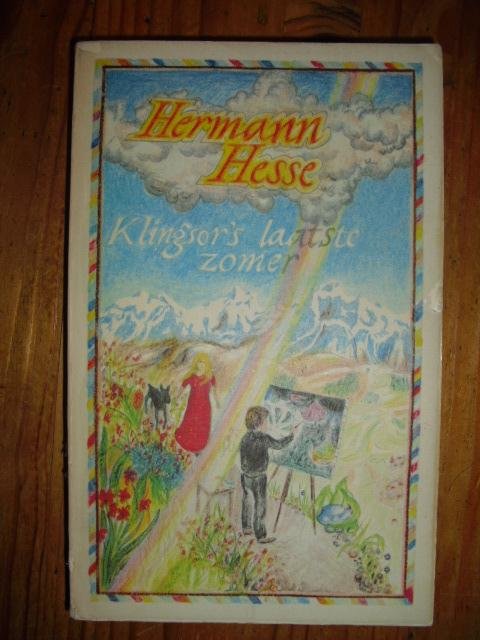 Hermann
Hesse
Klingsor's laatste
zomer